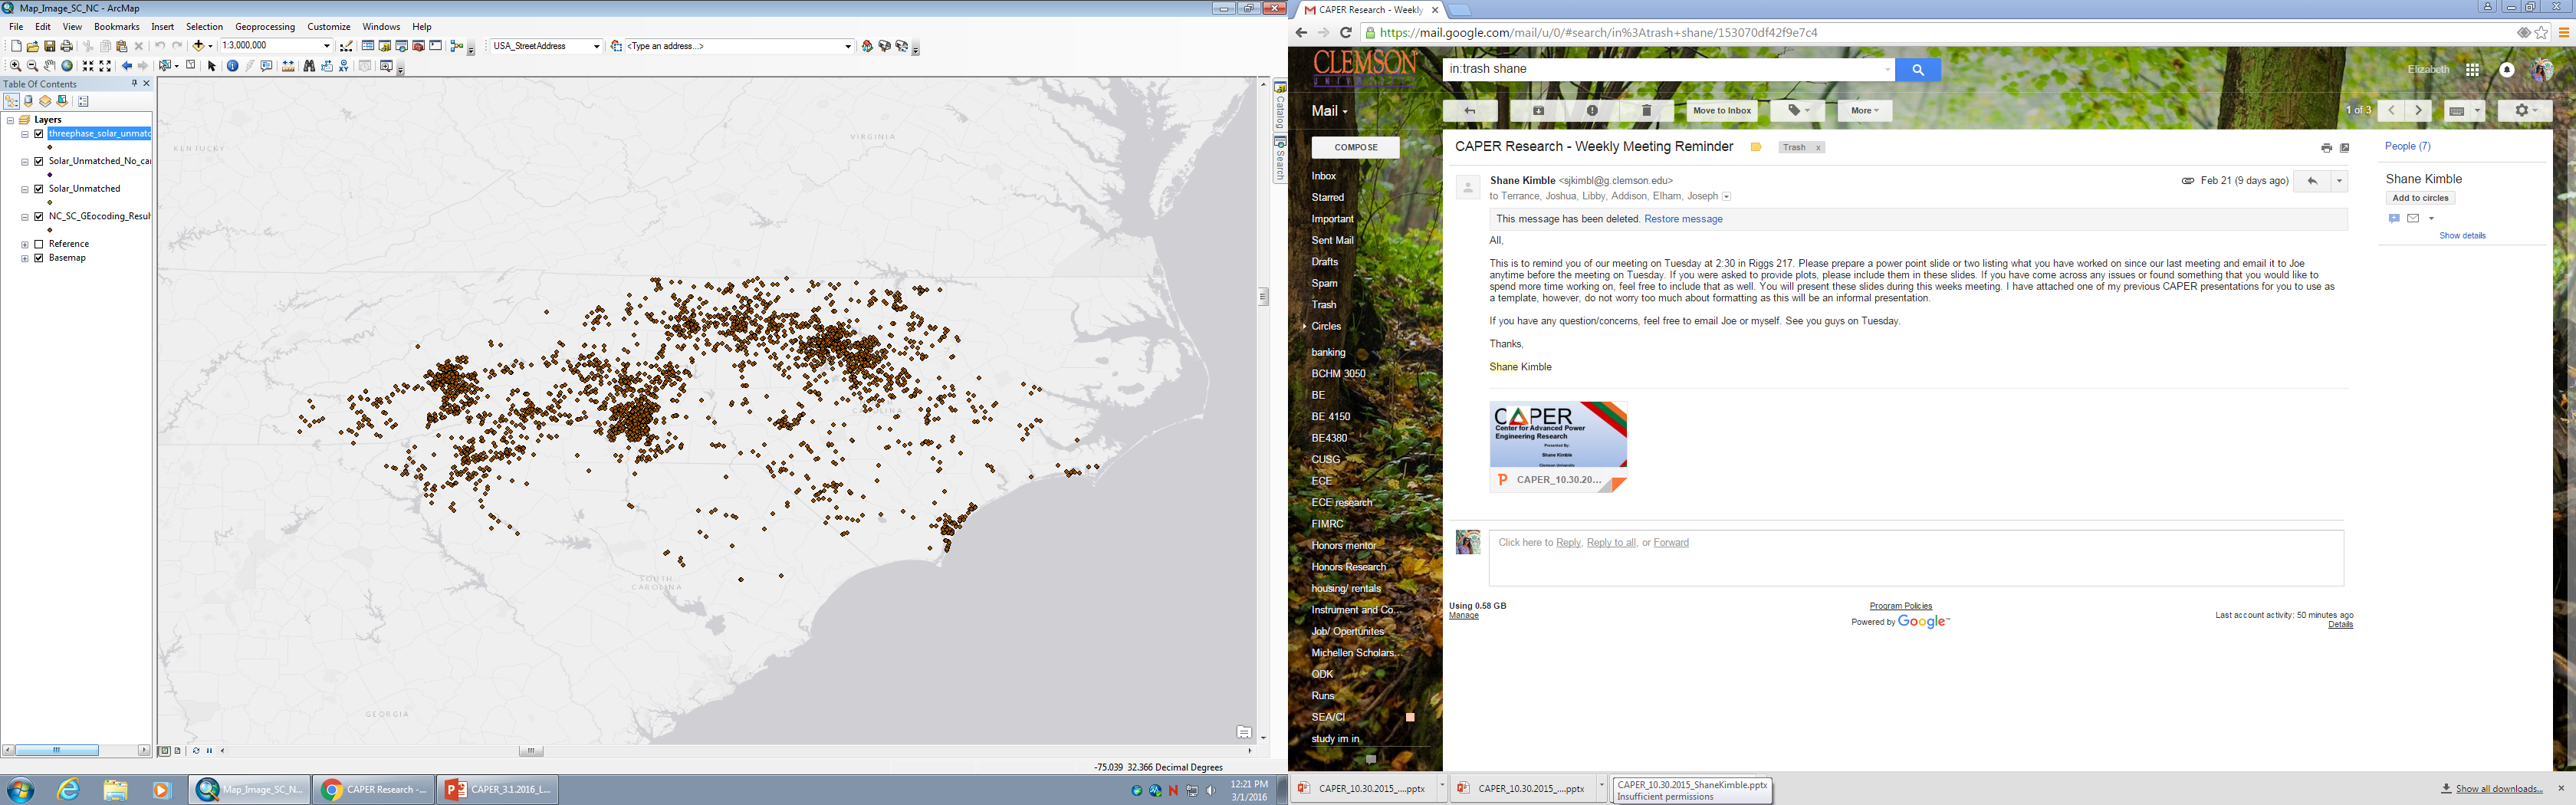 Map_Image_SC_NC - ArcMap
File Edit View Bookmarks Insert Selection Geoprocessing Customize Windows Help
1:3,000,000
USA_StreetAddress
<Type an address...>
Table Of Contents
Layers
threephase_solar_unmatc
Solar_Unmatched_No_car
Solar_Unmatched
NC_SC_GEocoding_Resul
Reference
Basemap
KENTUCKY
VIRGINIA
CAROLINA
SOUTH
CAROLINA
GEORGIA
Catalog
Search
-75.039 32.366 Decimal Degrees
Map_Image_SC_N...
CAPER Research -...
CAPER_3.1.2016_L...
12:21 PM
3/1/2016
CAPER Research - Weekly
https://mail.google.com/mail/u/0/#search/in%3Atrash+shane/153070df42f9e7c4
CLEMSON
in:trash shane
Elizabeth
Mail
Move to Inbox
More
1 of 3
COMPOSE
Inbox
Starred
Important
Sent Mail
Drafts
Spam
Trash
Circles
banking
BCHM 3050
BE
BE 4150
BE4380
CUSG
ECE
ECE research
FIMRC
Honors mentor
Honors Research
housing/ rentals
Instrument and Co...
Job/ Opertunites
Michellen Scholars...
ODK
Runs
SEA/CI
study im in
CAPER Research - Weekly Meeting Reminder
Trash x
Shane Kimble <sjkimbl@g.clemson.edu>
Feb 21 (9 days ago)
to Terrance, Joshua, Libby, Addison, Elham, Joseph
This message has been deleted. Restore message
All,
This is to remind you of our meeting on Tuesday at 2:30 in Riggs 217. Please prepare a power point slide or two listing what you have worked on since our last meeting and email it to Joe
anytime before the meeting on Tuesday. If you were asked to provide plots, please include them in these slides. If you have come across any issues or found something that you would like to
spend more time working on, feel free to include that as well. You will present these slides during this weeks meeting. I have attached one of my previous CAPER presentations for you to use as
a template, however, do not worry too much about formatting as this will be an informal presentation.
If you have any question/concerns, feel free to email Joe or myself. See you guys on Tuesday.
Thanks,
Shane Kimble
CAPER
Center for Advanced Power
Engineering Research
Presented By:
Shane Kimble
Clemson University
P CAPER_10.30.20...
Click here to Reply, Reply to all, or Forward
Using 0.58 GB
Manage
Program Policies
Powered by Google™
Last account activity: 50 minutes ago
Details
People (7)
Shane Kimble
Add to circles
Show details
CAPER_10.30.2015_....pptx
CAPER_10.30.2015_....pptx
CAPER_10.30.2015_ShaneKimble.pptx
Insufficient permissions
Show all downloads...